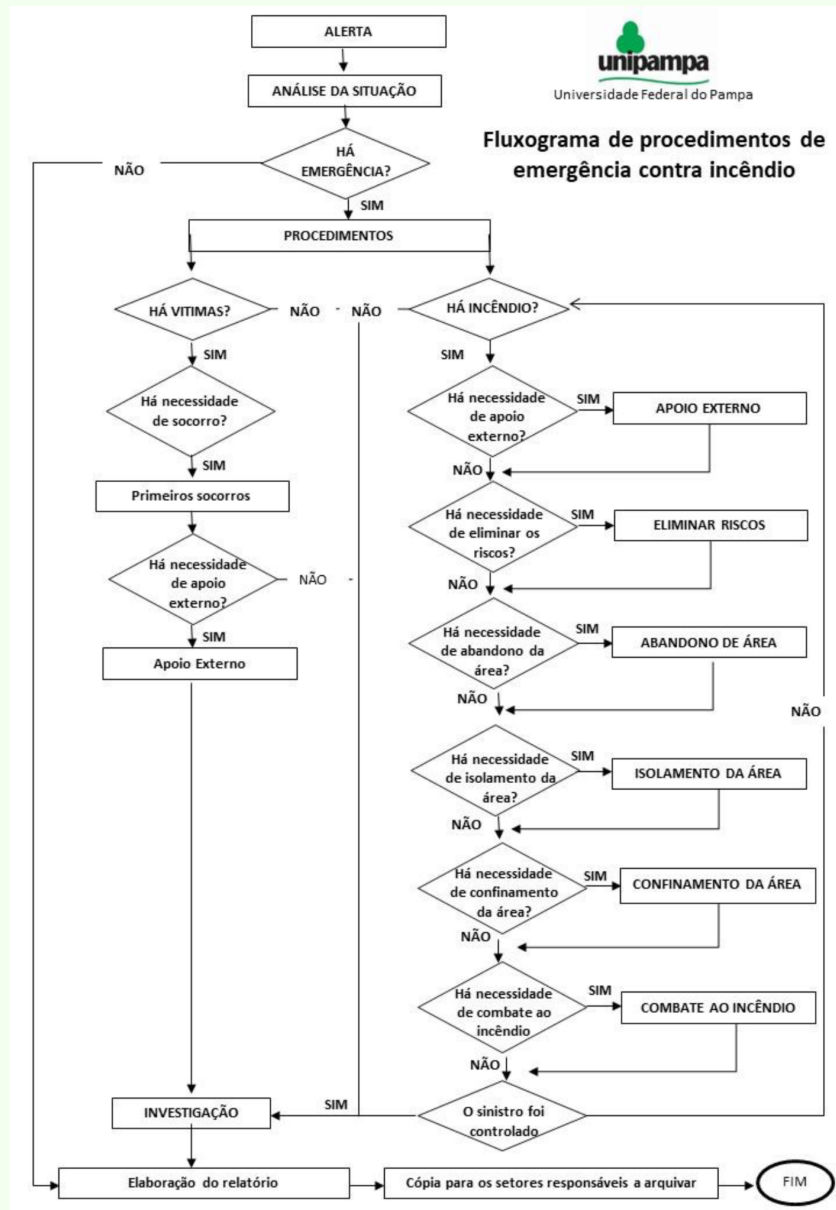 ALERTA
unipampa
Universidade Federal do Pampa
ANÁLISE DA SITUAÇÃO
Fluxograma de procedimentos de
emergência contra incêndio
HÁ
EMERGÊNCIA?
NÃO
SIM
PROCEDIMENTOS
HÁ VITIMAS?
NÃO
NÃO
HÁ INCÊNDIO?
SIM
SIM
Há necessidade
de socorro?
Há necessidade
de apoio
externo?
SIM
APOIO EXTERNO
SIM
NÃO
Primeiros socorros
Há necessidade
de eliminar os
riscos?
SIM
ELIMINAR RISCOS
Há necessidade
de apoio
externo?
NÃO
NÃO
SIM
Há necessidade
de abandono da
área?
SIM
ABANDONO DE ÁREA
Apoio Externo
NÃO
NÃO
Há necessidade
de isolamento da
área?
SIM
ISOLAMENTO DA ÁREA
NÃO
Há necessidade
de confinamento
da área?
SIM
CONFINAMENTO DA ÁREA
NÃO
Há necessidade
de combate ao
incêndio
SIM
COMBATE AO INCÊNDIO
NÃO
INVESTIGAÇÃO
SIM
O sinistro foi
controlado
Elaboração do relatório
Cópia para os setores responsáveis a arquivar
FIM